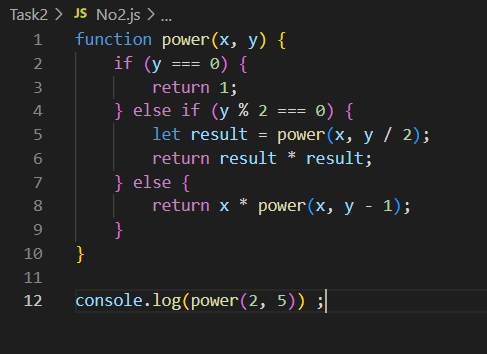 Task2 > JS No2.js > ...
1 function power(x, y) {
2     if (y === 0) {
3         return 1;
4     } else if (y % 2 === 0) {
5         let result = power(x, y / 2);
6         return result * result;
7     } else {
8         return x * power(x, y - 1);
9     }
10 }
11
12 console.log(power(2, 5)) ;